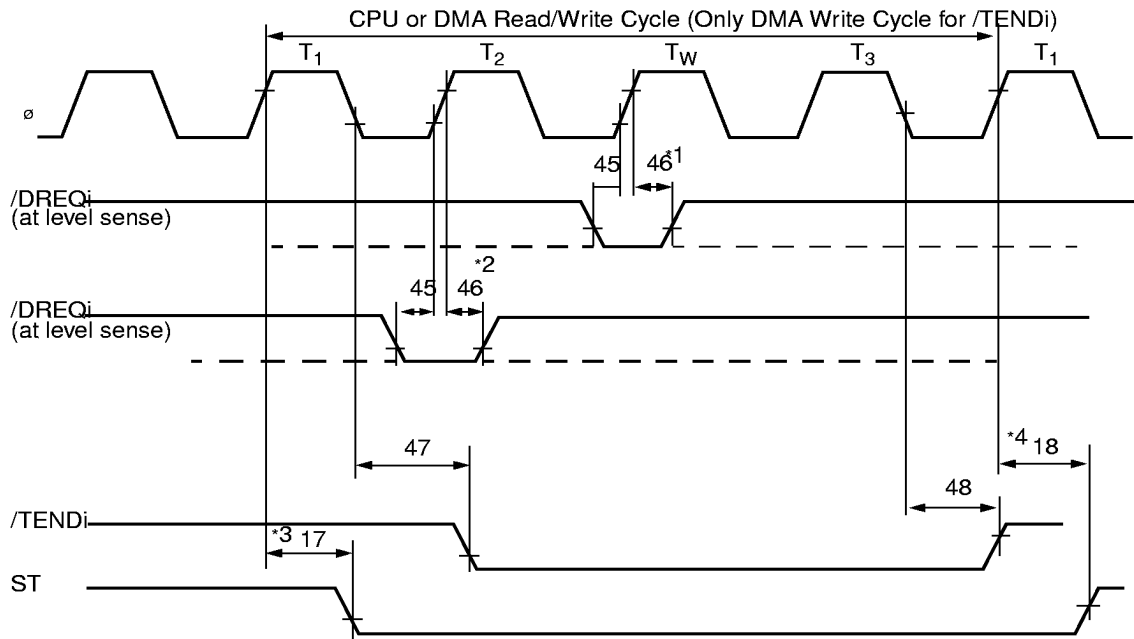 CPU or DMA Read/Write Cycle (Only DMA Write Cycle for /TENDi)
T1 T2 TW T3 T1
ø
45 46*1
/DREQi
(at level sense)
45 46*2
/DREQi
(at level sense)
47 *4 18
48
/TENDi
*3 17
ST